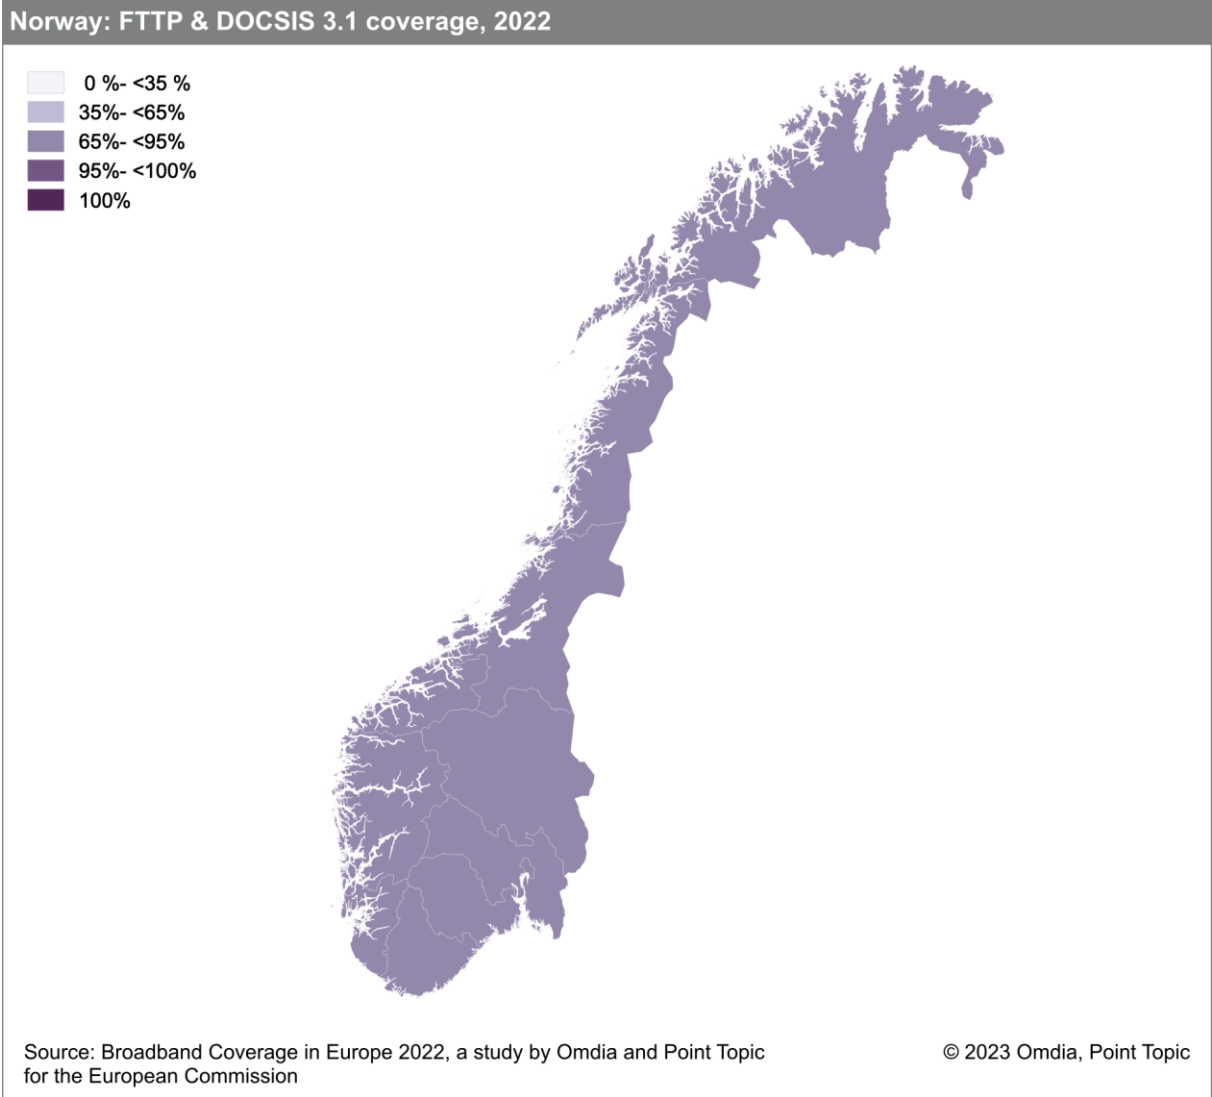 Norway: FTTP & DOCSIS 3.1 coverage, 2022
0 %- <35 %
35%- <65%
65%- <95%
95%- <100%
100%
Source: Broadband Coverage in Europe 2022, a study by Omdia and Point Topic
for the European Commission
© 2023 Omdia, Point Topic